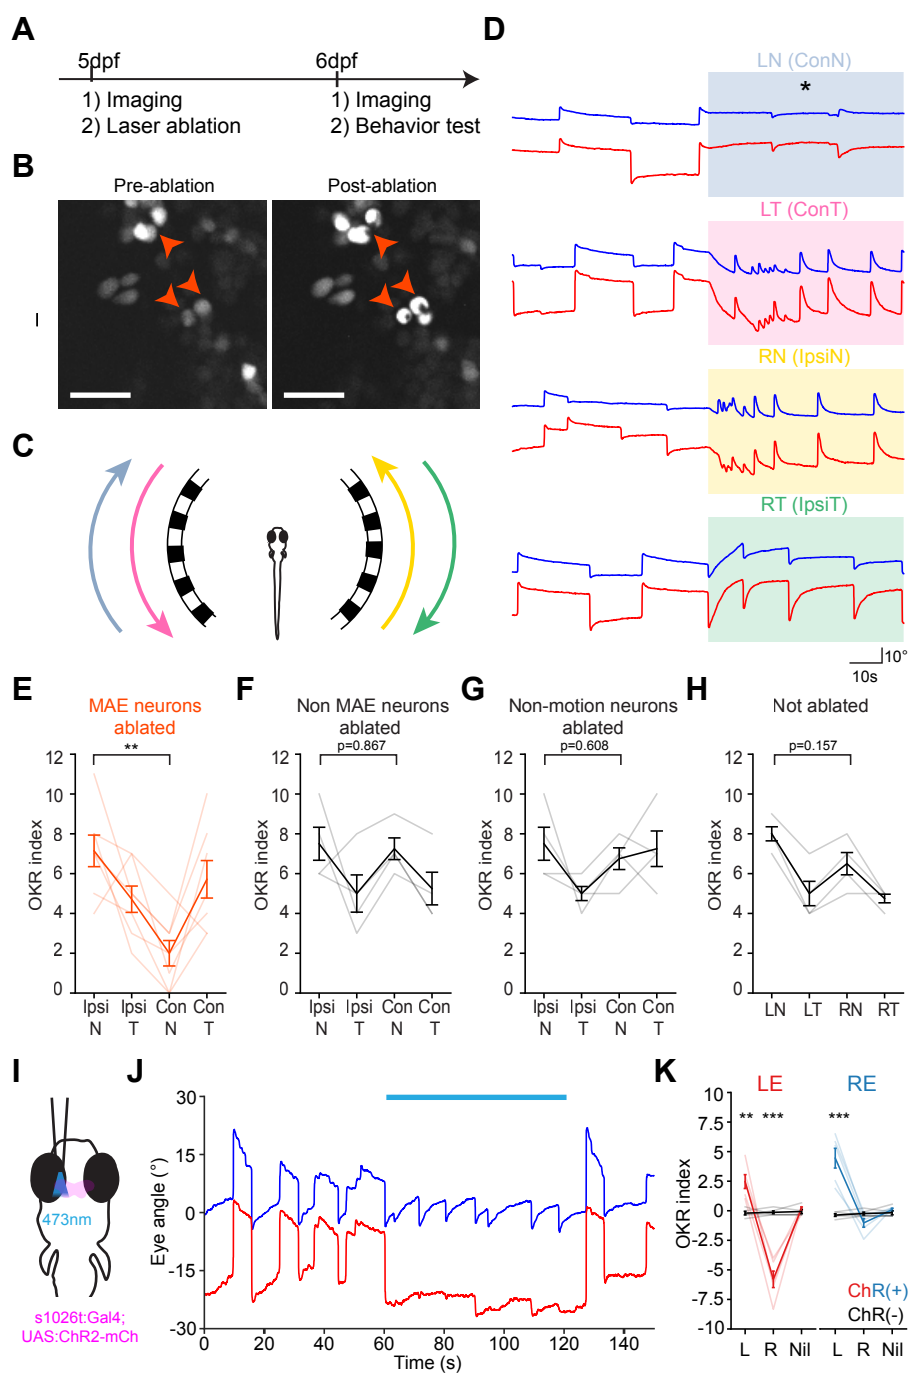 A
5dpf
6dpf
1) Imaging
2) Laser ablation
1) Imaging
2) Behavior test
B
Pre-ablation
Post-ablation
C
D
LN (ConN)
*
LT (ConT)
RN (IpsiN)
RT (IpsiT)
10°
10s
E
MAE neurons
ablated
**
OKR index
12
10
8
6
4
2
0
Ipsi
N
Ipsi
T
Con
N
Con
T
F
Non MAE neurons
ablated
p=0.867
OKR index
12
10
8
6
4
2
0
Ipsi
N
Ipsi
T
Con
N
Con
T
G
Non-motion neurons
ablated
p=0.608
OKR index
12
10
8
6
4
2
0
Ipsi
N
Ipsi
T
Con
N
Con
T
H
Not ablated
p=0.157
OKR index
12
10
8
6
4
2
0
LN
LT
RN
RT
I
473nm
s1026t:Gal4;
UAS:ChR2-mCh
J
Eye angle (°)
30
15
0
-15
-30
0
20
40
60
80
100
120
140
Time (s)
K
LE
RE
**
***
***
OKR index
10
7.5
5
2.5
0
-2.5
-5
-7.5
-10
ChR(+)
ChR(-)
L
R
Nil
L
R
Nil